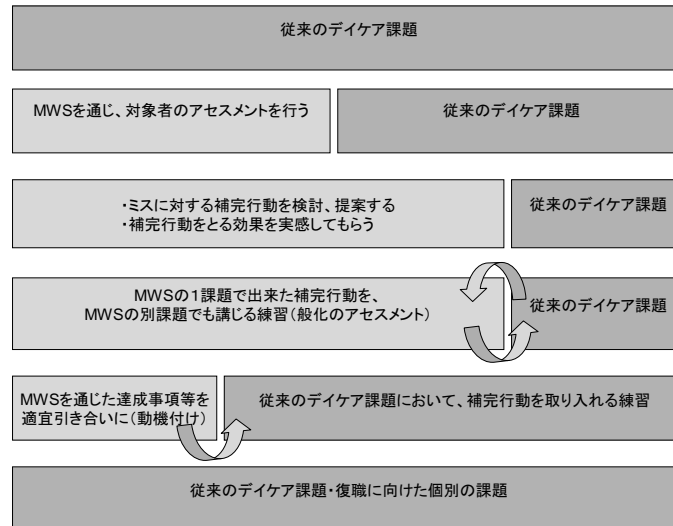 従来のデイケア課題
MWSを通じ、対象者のアセスメントを行う
従来のデイケア課題
・ミスに対する補完行動を検討、提案する
・補完行動をとる効果を実感してもらう
従来のデイケア課題
MWSの1課題で出来た補完行動を、
MWSの別課題でも講じる練習(般化のアセスメント)
従来のデイケア課題
MWSを通じた達成事項等を
適宜引き合いに(動機付け)
従来のデイケア課題において、補完行動を取り入れる練習
従来のデイケア課題・復職に向けた個別の課題